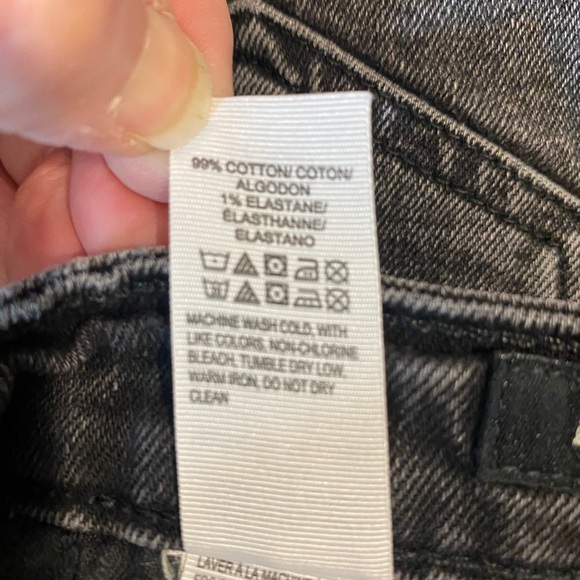 99% COTTON/ COTON/
ALGODON
1% ELASTANE/
ÉLASTHANNE/
ELASTANO
MACHINE WASH COLD, WITH
LIKE COLORS, NON-CHLORINE
BLEACH. TUMBLE DRY LOW.
WARM IRON, DO NOT DRY
CLEAN
LAVER À LA MACHINE